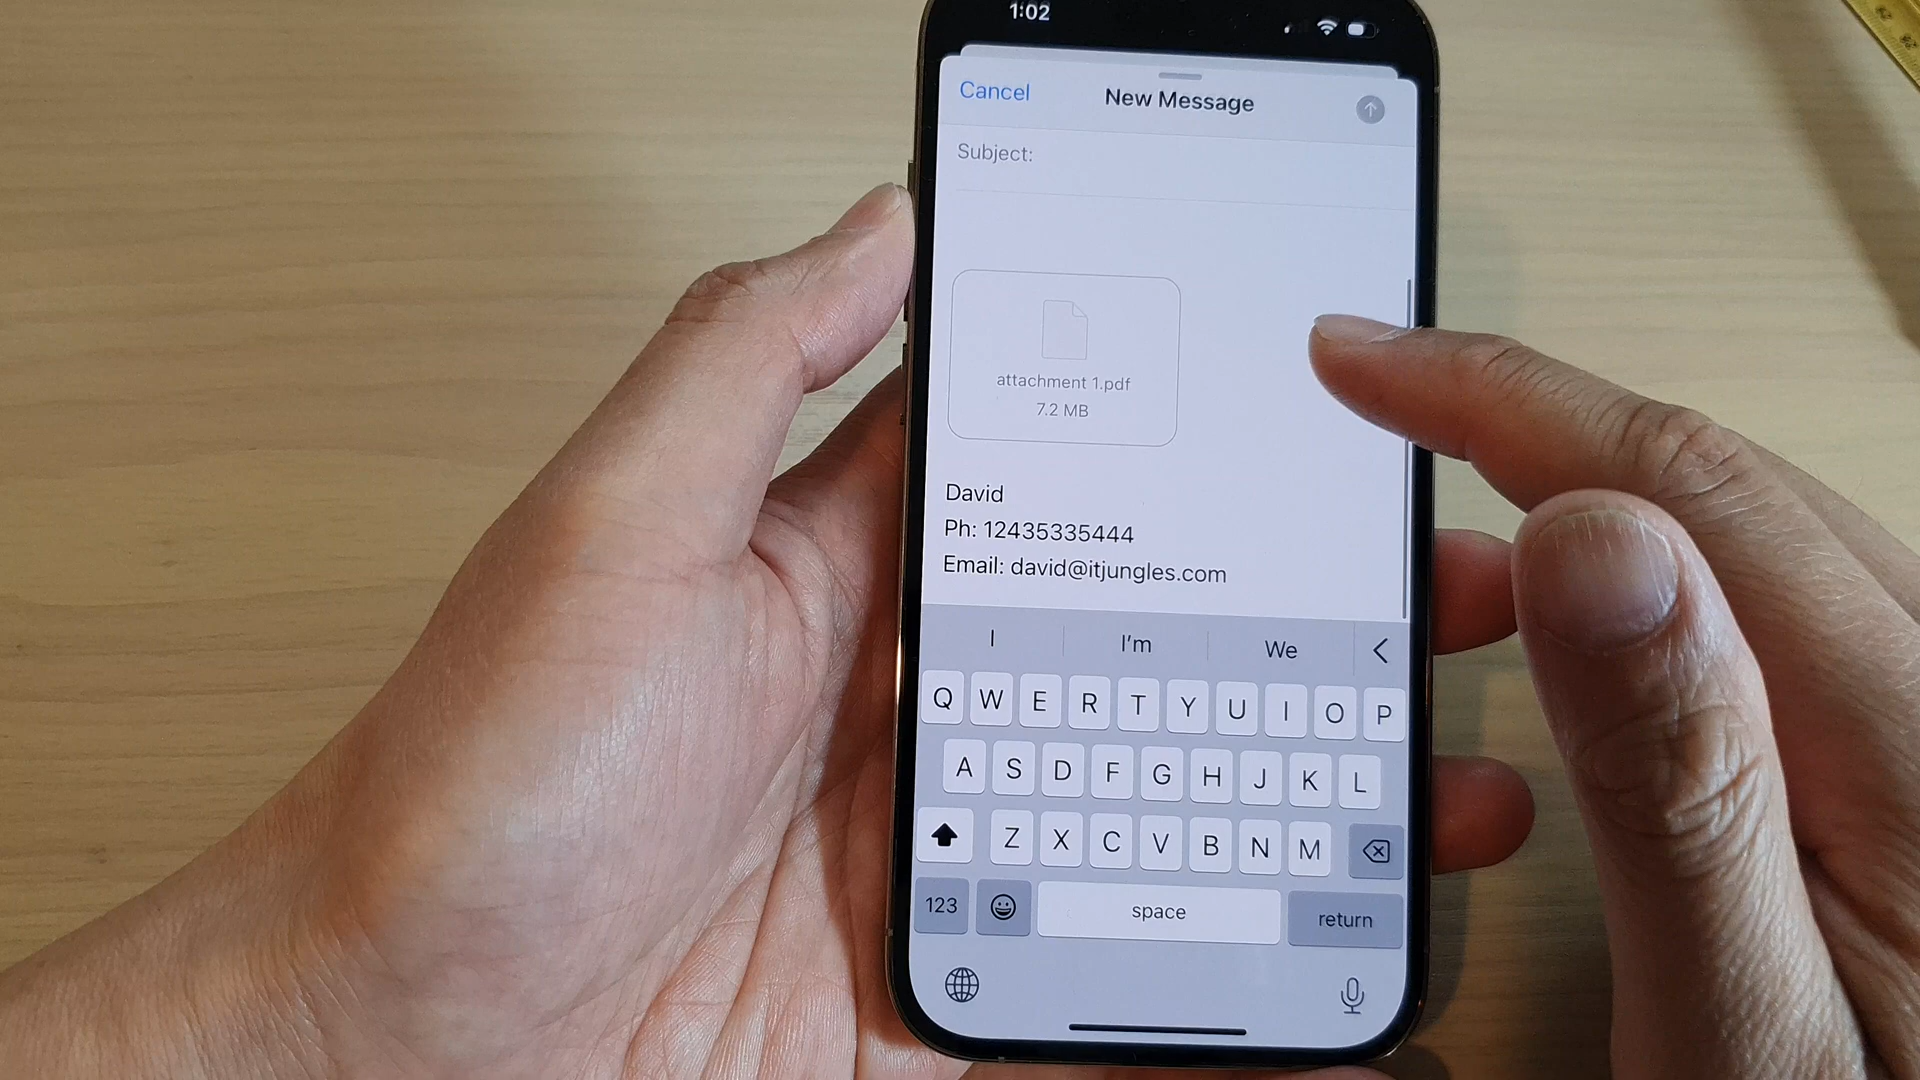 1:02
Cancel
New Message
Subject:
attachment 1.pdf
7.2 MB
David
Ph: 12435335444
Email: david@itjungles.com
I I'm We
Q W E R T Y U I O P
A S D F G H J K L
Z X C V B N M
123 space return